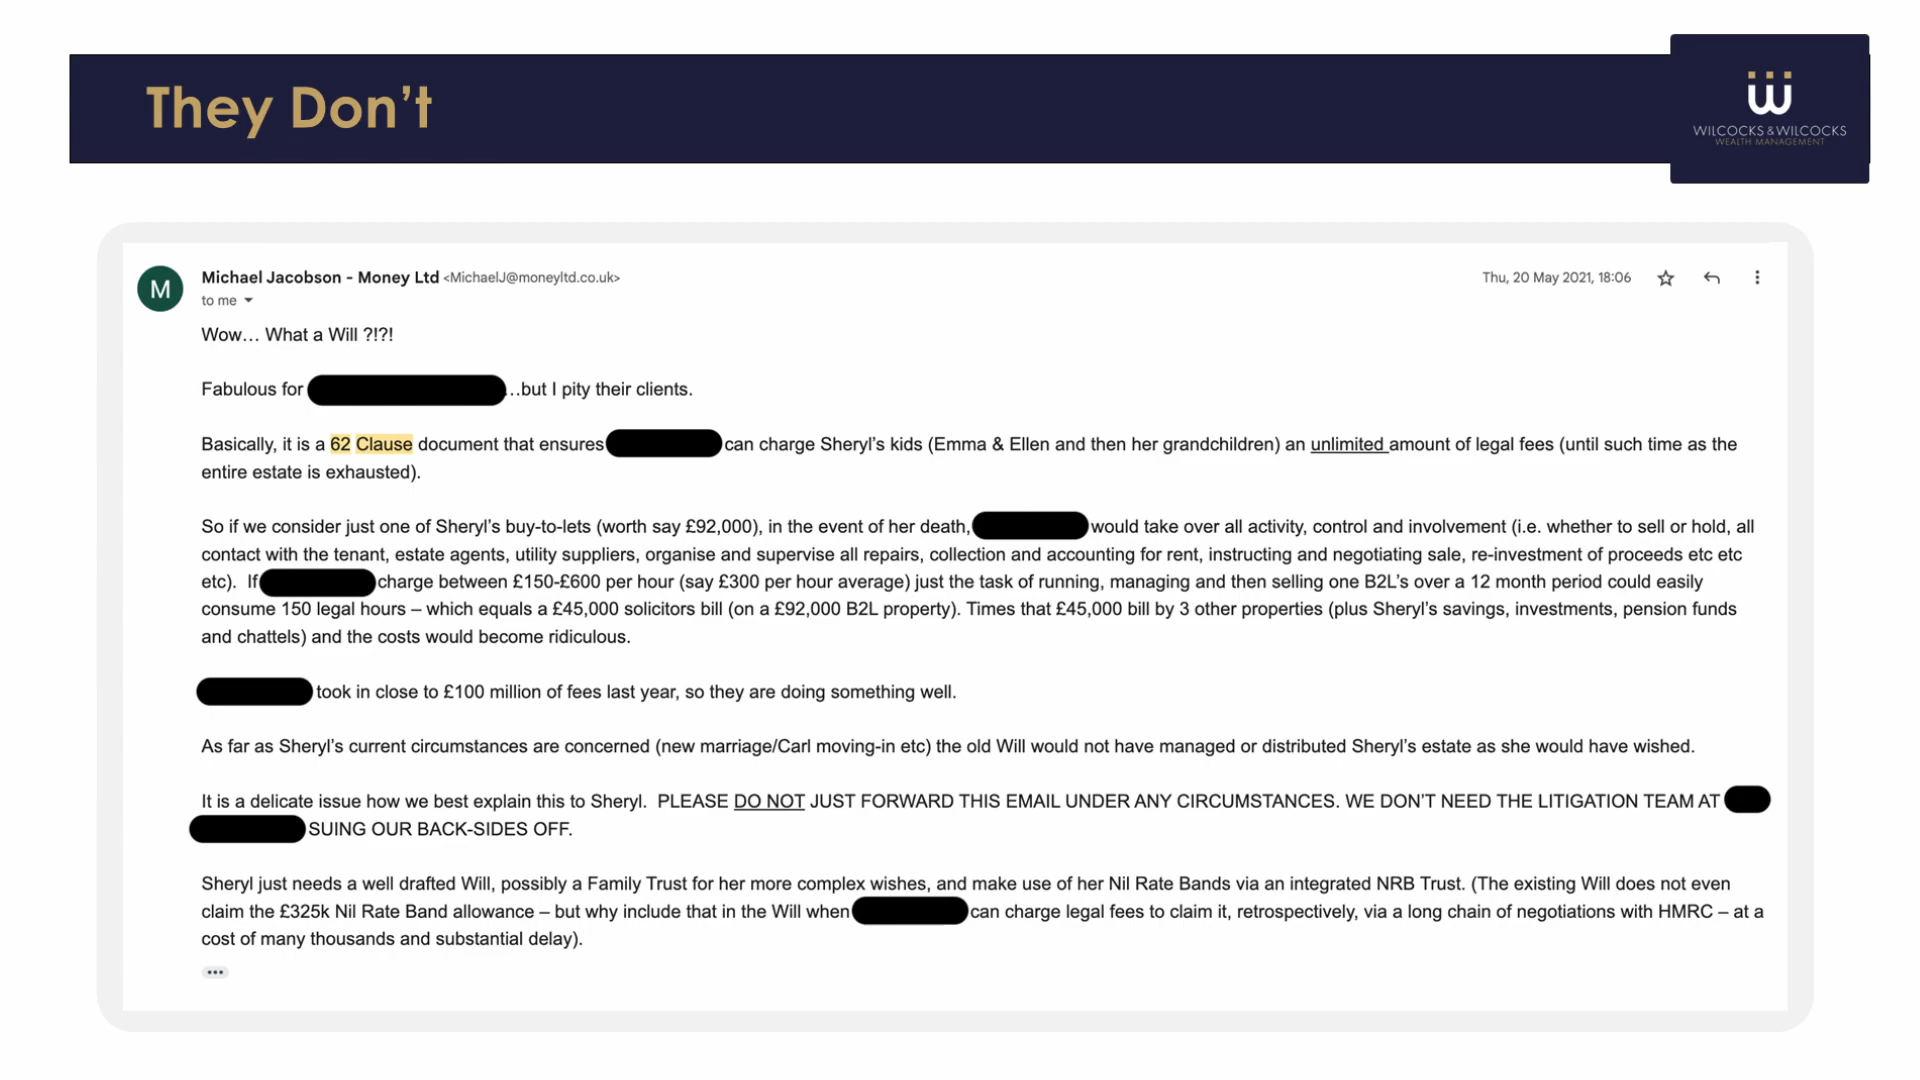 They Don't
WILCOCKS & WILCOCKS
WEALTH MANAGEMENT
M
Michael Jacobson - Money Ltd <MichaelJ@moneyltd.co.uk>
Thu, 20 May 2021, 18:06
to me
Wow… What a Will ?!?!
Fabulous for …but I pity their clients.
Basically, it is a 62 Clause document that ensures can charge Sheryl's kids (Emma & Ellen and then her grandchildren) an unlimited amount of legal fees (until such time as the
entire estate is exhausted).
So if we consider just one of Sheryl's buy-to-lets (worth say £92,000), in the event of her death, would take over all activity, control and involvement (i.e. whether to sell or hold, all
contact with the tenant, estate agents, utility suppliers, organise and supervise all repairs, collection and accounting for rent, instructing and negotiating sale, re-investment of proceeds etc etc
etc). If charge between £150-£600 per hour (say £300 per hour average) just the task of running, managing and then selling one B2L's over a 12 month period could easily
consume 150 legal hours – which equals a £45,000 solicitors bill (on a £92,000 B2L property). Times that £45,000 bill by 3 other properties (plus Sheryl's savings, investments, pension funds
and chattels) and the costs would become ridiculous.
took in close to £100 million of fees last year, so they are doing something well.
As far as Sheryl's current circumstances are concerned (new marriage/Carl moving-in etc) the old Will would not have managed or distributed Sheryl's estate as she would have wished.
It is a delicate issue how we best explain this to Sheryl. PLEASE DO NOT JUST FORWARD THIS EMAIL UNDER ANY CIRCUMSTANCES. WE DON'T NEED THE LITIGATION TEAM AT
SUING OUR BACK-SIDES OFF.
Sheryl just needs a well drafted Will, possibly a Family Trust for her more complex wishes, and make use of her Nil Rate Bands via an integrated NRB Trust. (The existing Will does not even
claim the £325k Nil Rate Band allowance – but why include that in the Will when can charge legal fees to claim it, retrospectively, via a long chain of negotiations with HMRC – at a
cost of many thousands and substantial delay).